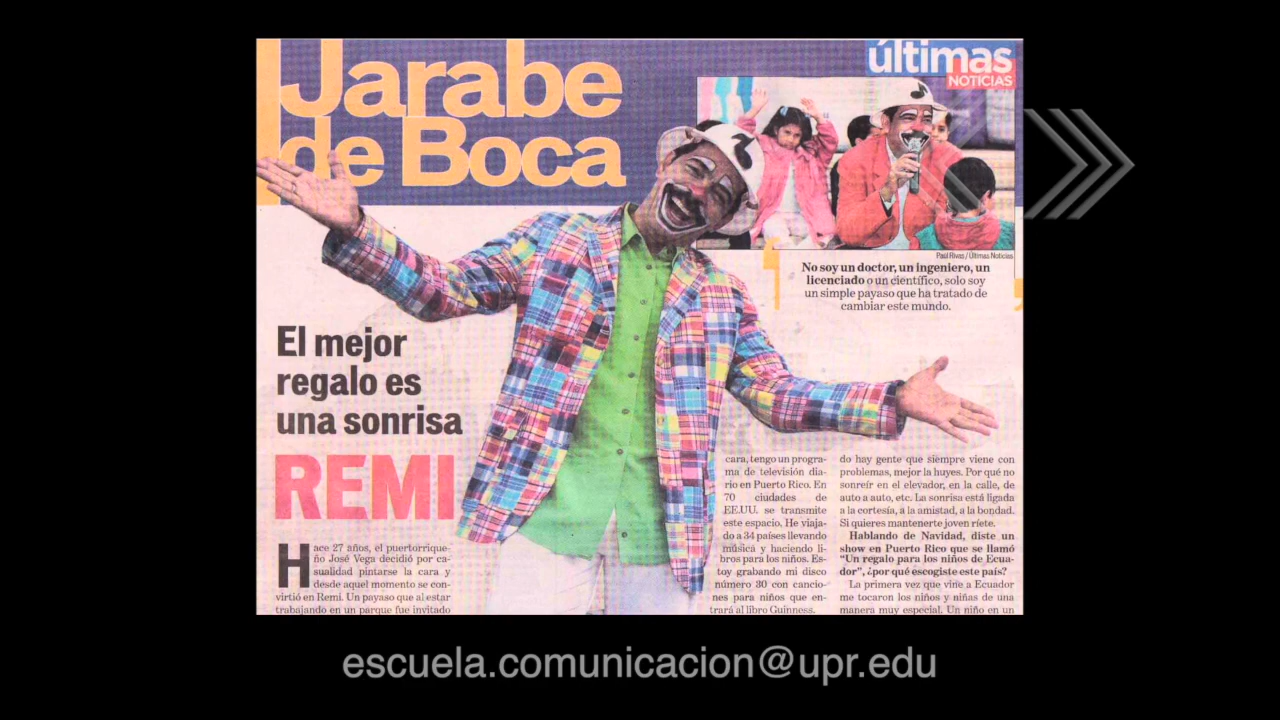 Jarabe
de Boca
últimas
NOTICIAS
Paúl Rivas / Últimas Noticias
No soy un doctor, un ingeniero, un
licenciado o un científico, solo soy
un simple payaso que ha tratado de
cambiar este mundo.
El mejor
regalo es
una sonrisa
REMI
Hace 27 años, el puertorrique-
ño José Vega decidió por ca-
sualidad pintarse la cara y
desde aquel momento se con-
virtió en Remi. Un payaso que al estar
trabajando en un parque fue invitado
cara, tengo un progra-
ma de televisión dia-
rio en Puerto Rico. En
70 ciudades de
EE.UU. se transmite
este espacio. He viaja-
do a 34 países llevando
música y haciendo li-
bros para los niños. Es-
toy grabando mi disco
número 30 con cancio-
nes para niños que en-
trará al libro Guinness.
do hay gente que siempre viene con
problemas, mejor la huyes. Por qué no
sonreír en el elevador, en la calle, de
auto a auto, etc. La sonrisa está ligada
a la cortesía, a la amistad, a la bondad.
Si quieres mantenerte joven ríete.
Hablando de Navidad, diste un
show en Puerto Rico que se llamó
“Un regalo para los niños de Ecua-
dor”, ¿por qué escogiste este país?
La primera vez que vine a Ecuador
me tocaron los niños y niñas de una
manera muy especial. Un niño en un
escuela.comunicacion@upr.edu